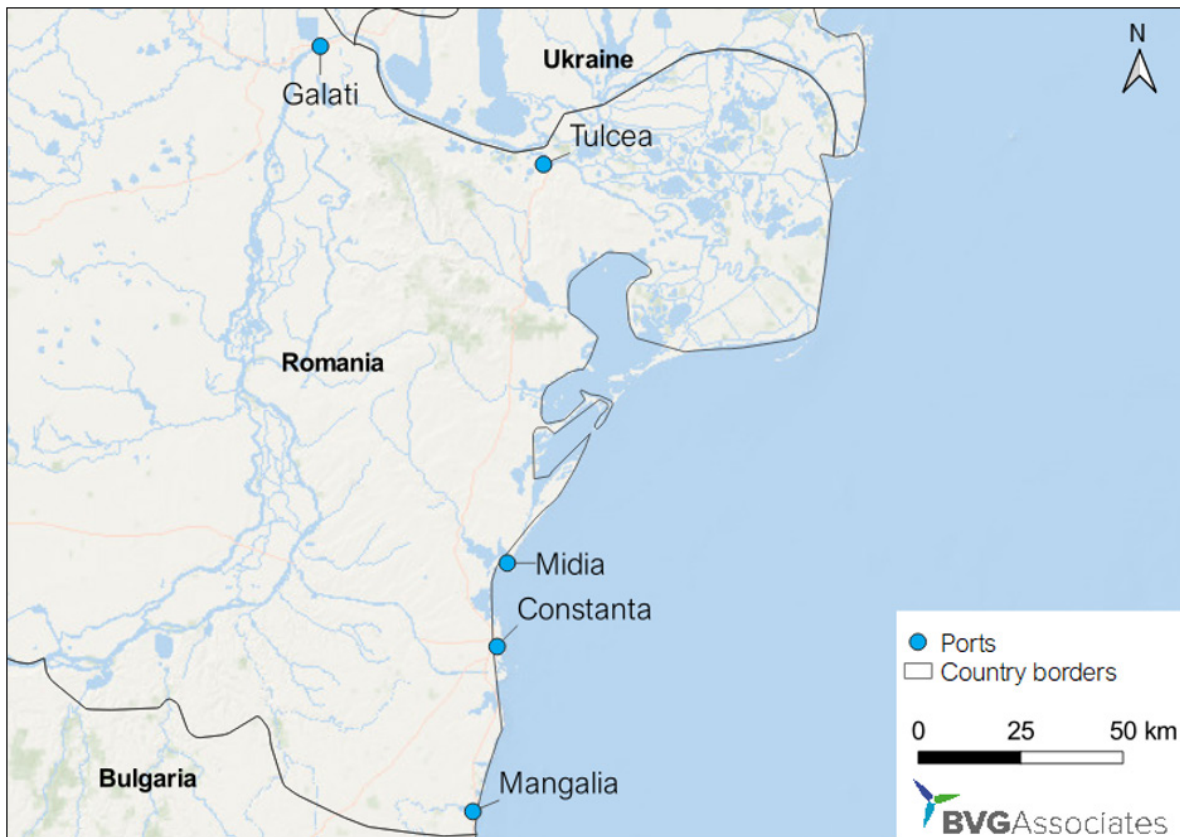 Ukraine
N
Galati
Tulcea
Romania
Midia
Constanta
Ports
Country borders
0 25 50 km
Bulgaria
Mangalia
BVGAssociates